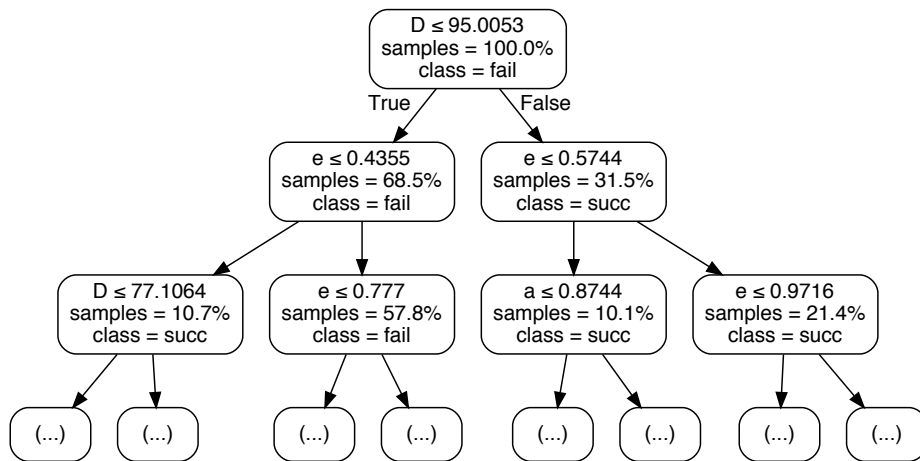 D ≤ 95.0053
samples = 100.0%
class = fail
True
False
e ≤ 0.4355
samples = 68.5%
class = fail
e ≤ 0.5744
samples = 31.5%
class = succ
D ≤ 77.1064
samples = 10.7%
class = succ
e ≤ 0.777
samples = 57.8%
class = fail
a ≤ 0.8744
samples = 10.1%
class = succ
e ≤ 0.9716
samples = 21.4%
class = succ
(...)
(...)
(...)
(...)
(...)
(...)
(...)
(...)